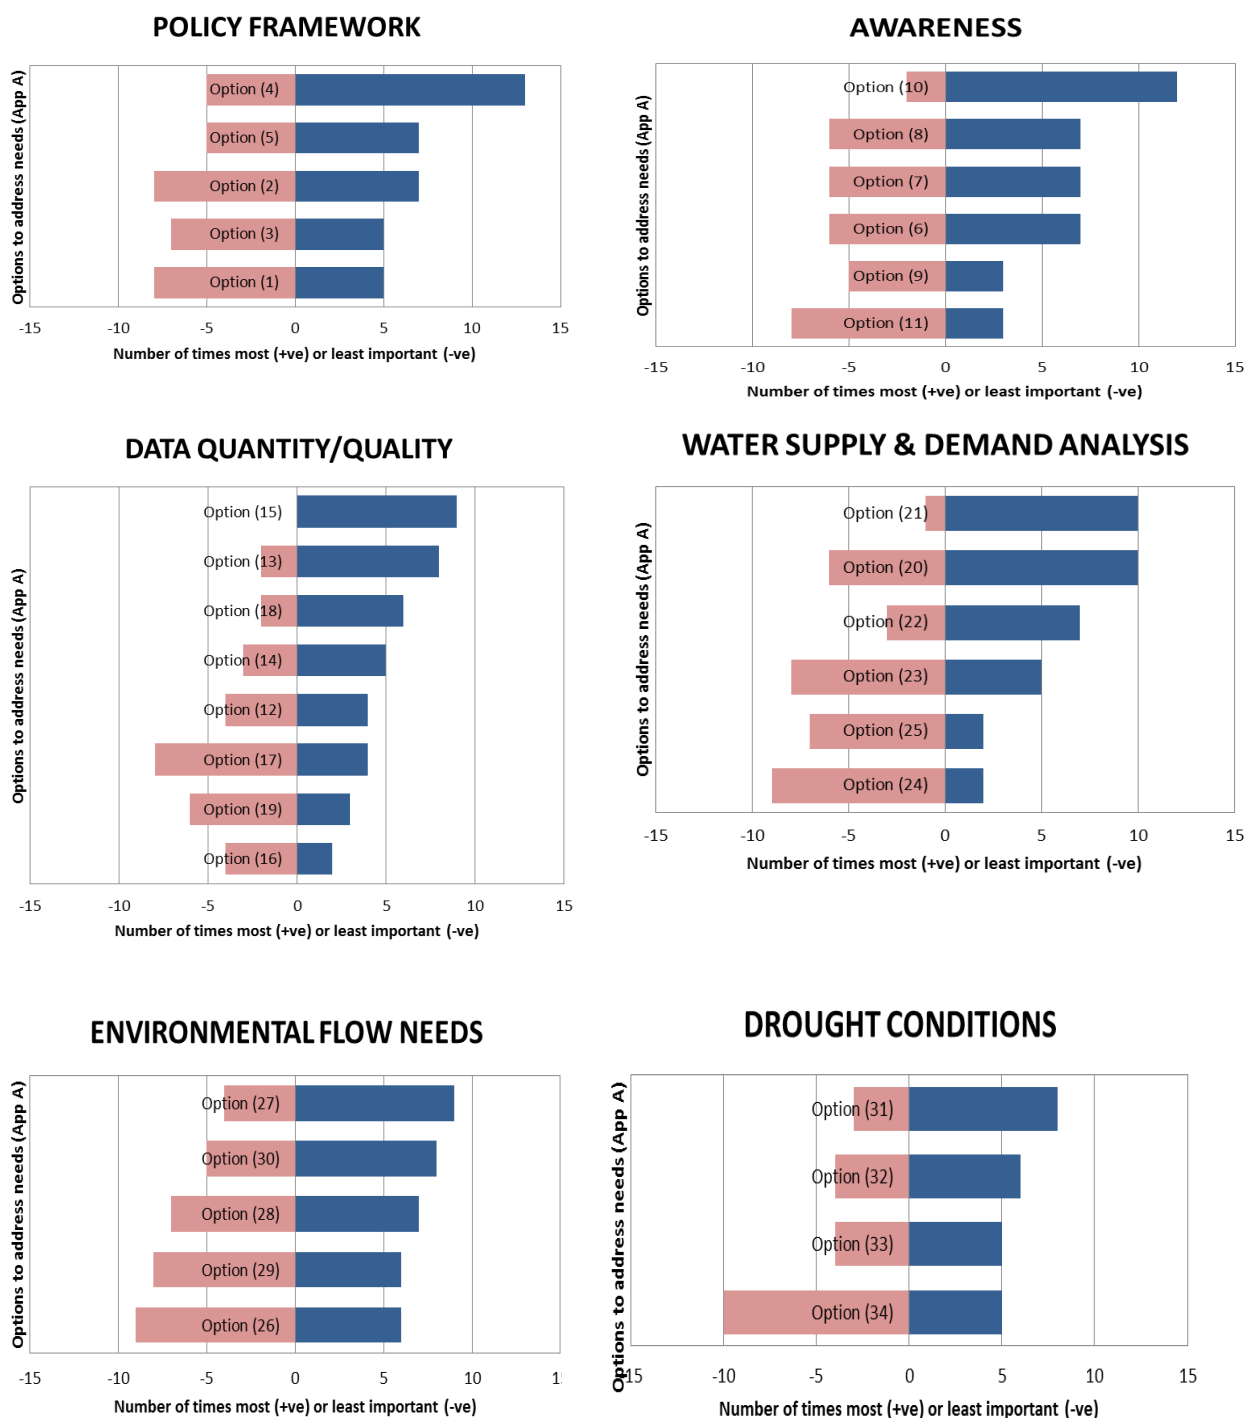 POLICY FRAMEWORK
Options to address needs (App A)
Option (4)
Option (5)
Option (2)
Option (3)
Option (1)
-15 -10 -5 0 5 10 15
Number of times most (+ve) or least important (-ve)
AWARENESS
Options to address needs (App A)
Option (10)
Option (8)
Option (7)
Option (6)
Option (9)
Option (11)
-15 -10 -5 0 5 10 15
Number of times most (+ve) or least important (-ve)
DATA QUANTITY/QUALITY
Options to address needs (App A)
Option (15)
Option (13)
Option (18)
Option (14)
Option (12)
Option (17)
Option (19)
Option (16)
-15 -10 -5 0 5 10 15
Number of times most (+ve) or least important (-ve)
WATER SUPPLY & DEMAND ANALYSIS
Options to address needs (App A)
Option (21)
Option (20)
Option (22)
Option (23)
Option (25)
Option (24)
-15 -10 -5 0 5 10 15
Number of times most (+ve) or least important (-ve)
ENVIRONMENTAL FLOW NEEDS
Options to address needs (App A)
Option (27)
Option (30)
Option (28)
Option (29)
Option (26)
-15 -10 -5 0 5 10 15
Number of times most (+ve) or least important (-ve)
DROUGHT CONDITIONS
Options to address needs (App A)
Option (31)
Option (32)
Option (33)
Option (34)
-15 -10 -5 0 5 10 15
Number of times most (+ve) or least important (-ve)